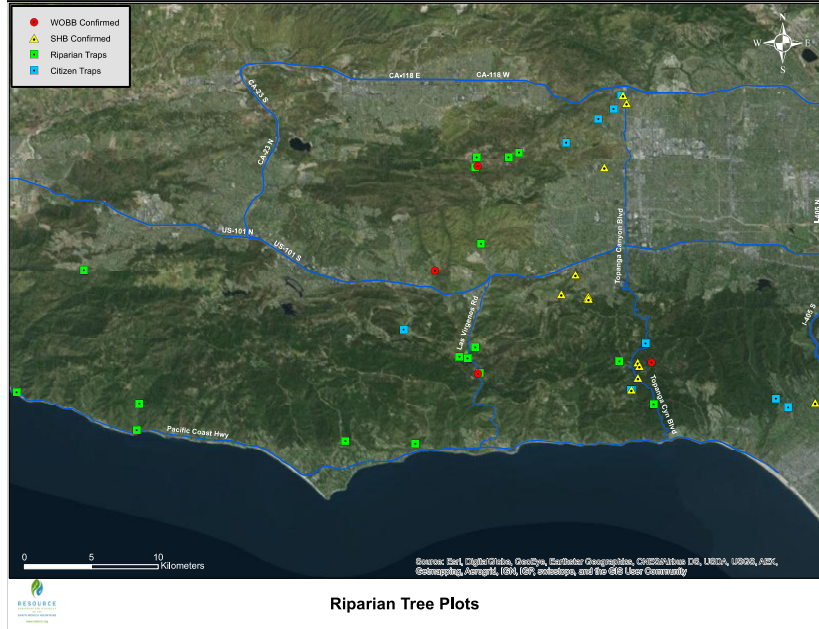 WOBB Confirmed
SHB Confirmed
Riparian Traps
Citizen Traps
N
W E
S
CA-118 E
CA-118 W
CA-23 S
CA-23 N
US-101 N
US-101 S
Topanga Canyon Blvd
I-405 N
I-405 S
Las Virgenes Rd
Topanga Cyn Blvd
Pacific Coast Hwy
0 5 10
Kilometers
Source: Esri, DigitalGlobe, GeoEye, Earthstar Geographics, CNES/Airbus DS, USDA, USGS, AEX,
Getmapping, Aerogrid, IGN, IGP, swisstopo, and the GIS User Community
RESOURCE
Riparian Tree Plots